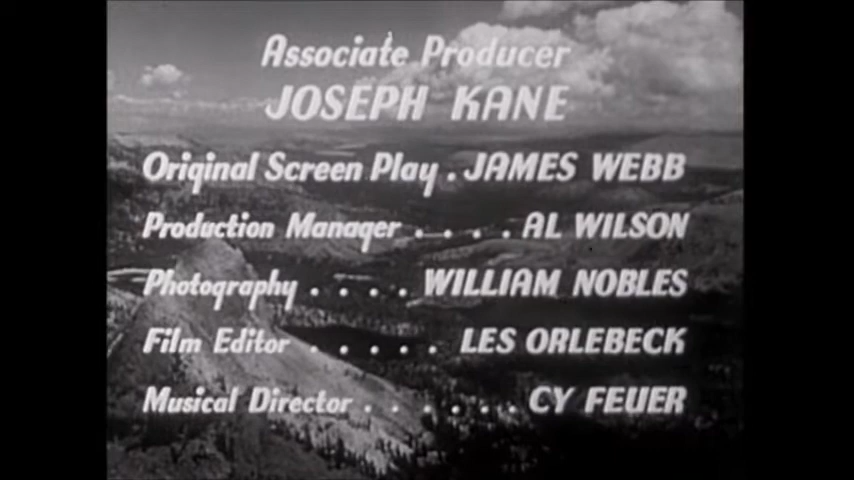 Associate Producer
JOSEPH KANE
Original Screen Play . JAMES WEBB
Production Manager . . . . AL WILSON
Photography . . . . WILLIAM NOBLES
Film Editor . . . . . LES ORLEBECK
Musical Director . . . . . . CY FEUER